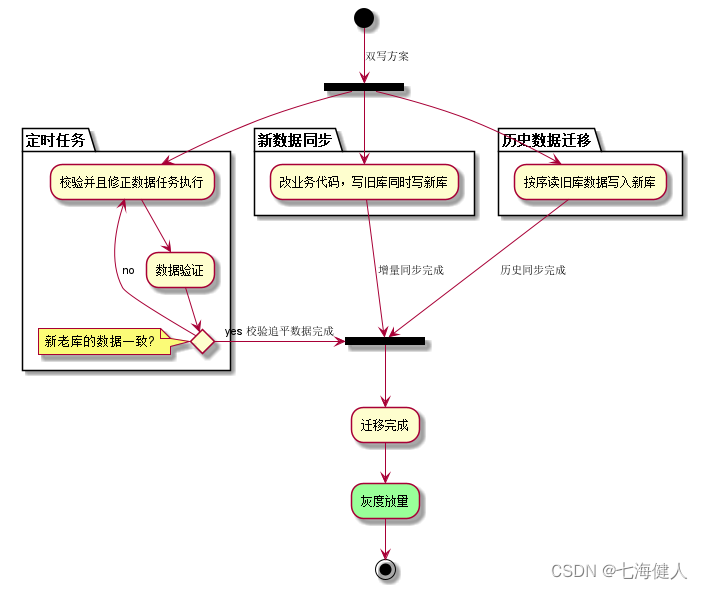 双写方案
定时任务
新数据同步
历史数据迁移
校验并且修正数据任务执行
改业务代码，写旧库同时写新库
按序读旧库数据写入新库
no
数据验证
增量同步完成
历史同步完成
新老库的数据一致？
yes 校验追平数据完成
迁移完成
灰度放量
CSDN @七海健人